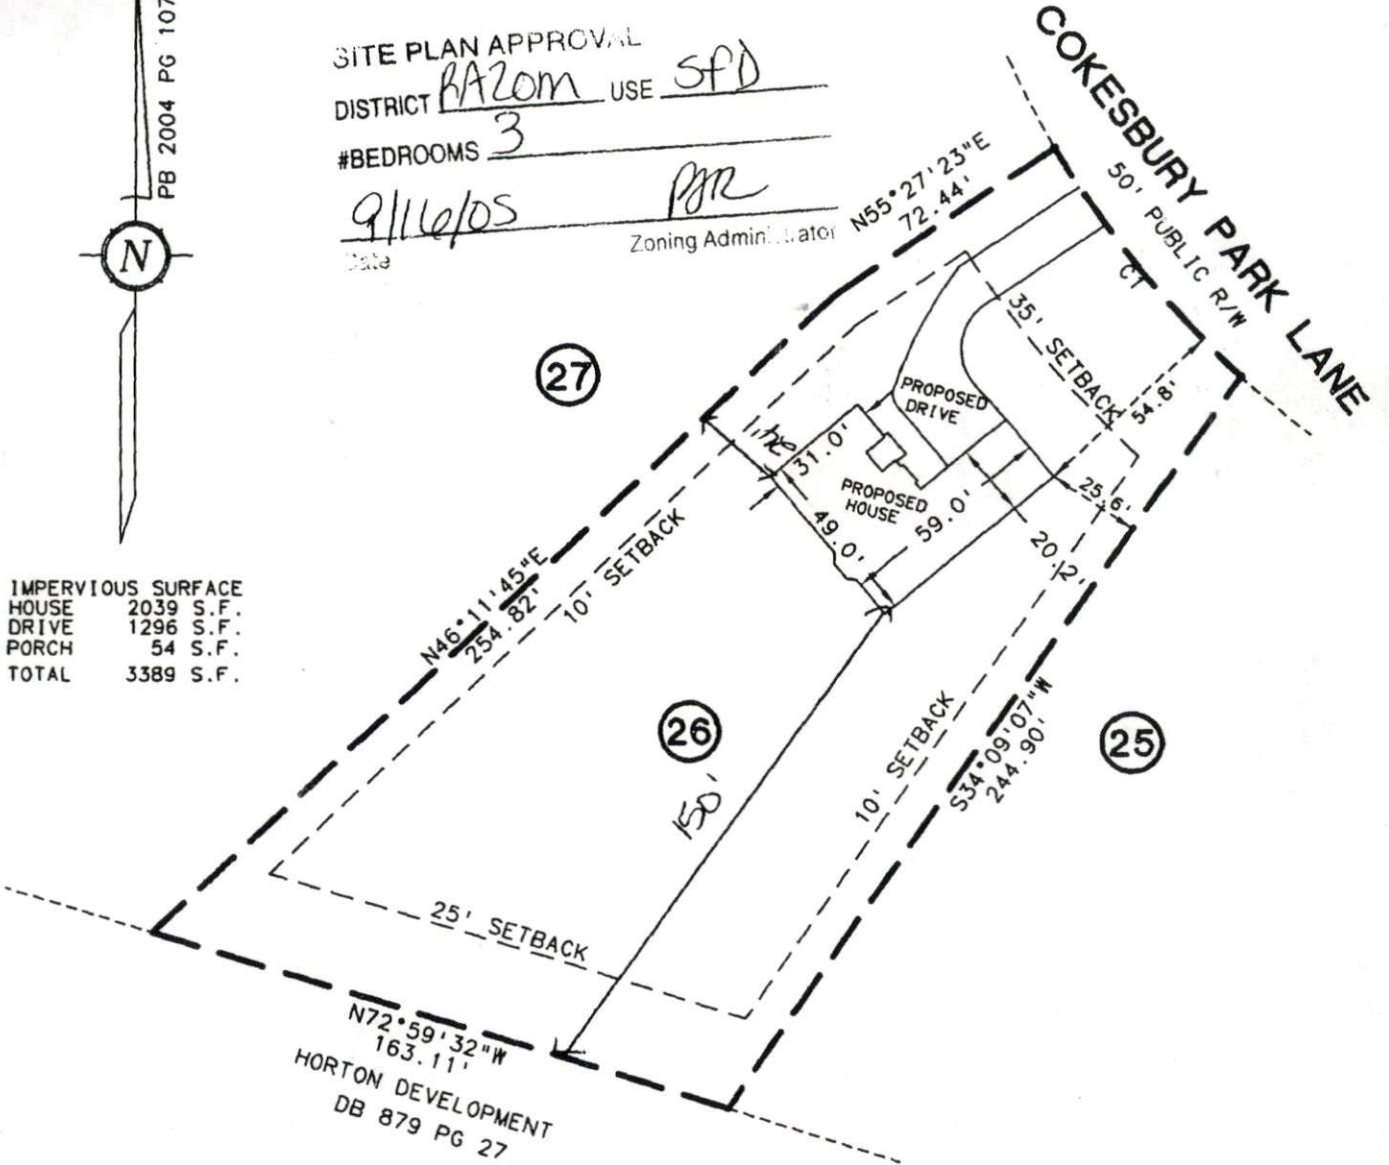 PB 2004 PG 107
SITE PLAN APPROVAL
DISTRICT RA20M USE SFD
#BEDROOMS 3
9/16/05
Date
Zoning Administrator
N
COKESBURY PARK LANE
50' PUBLIC R/W
N55°27'23"E
72.44'
CT
35' SETBACK
54.8'
27
PROPOSED
DRIVE
31.0'
PROPOSED
HOUSE
59.0'
49.0'
25.6'
20.2'
N46°11'45"E
254.82'
10' SETBACK
IMPERVIOUS SURFACE
HOUSE 2039 S.F.
DRIVE 1296 S.F.
PORCH 54 S.F.
TOTAL 3389 S.F.
26
150'
10' SETBACK
S34°09'07"W
244.90'
25
25' SETBACK
N72°59'32"W
163.11'
HORTON DEVELOPMENT
DB 879 PG 27